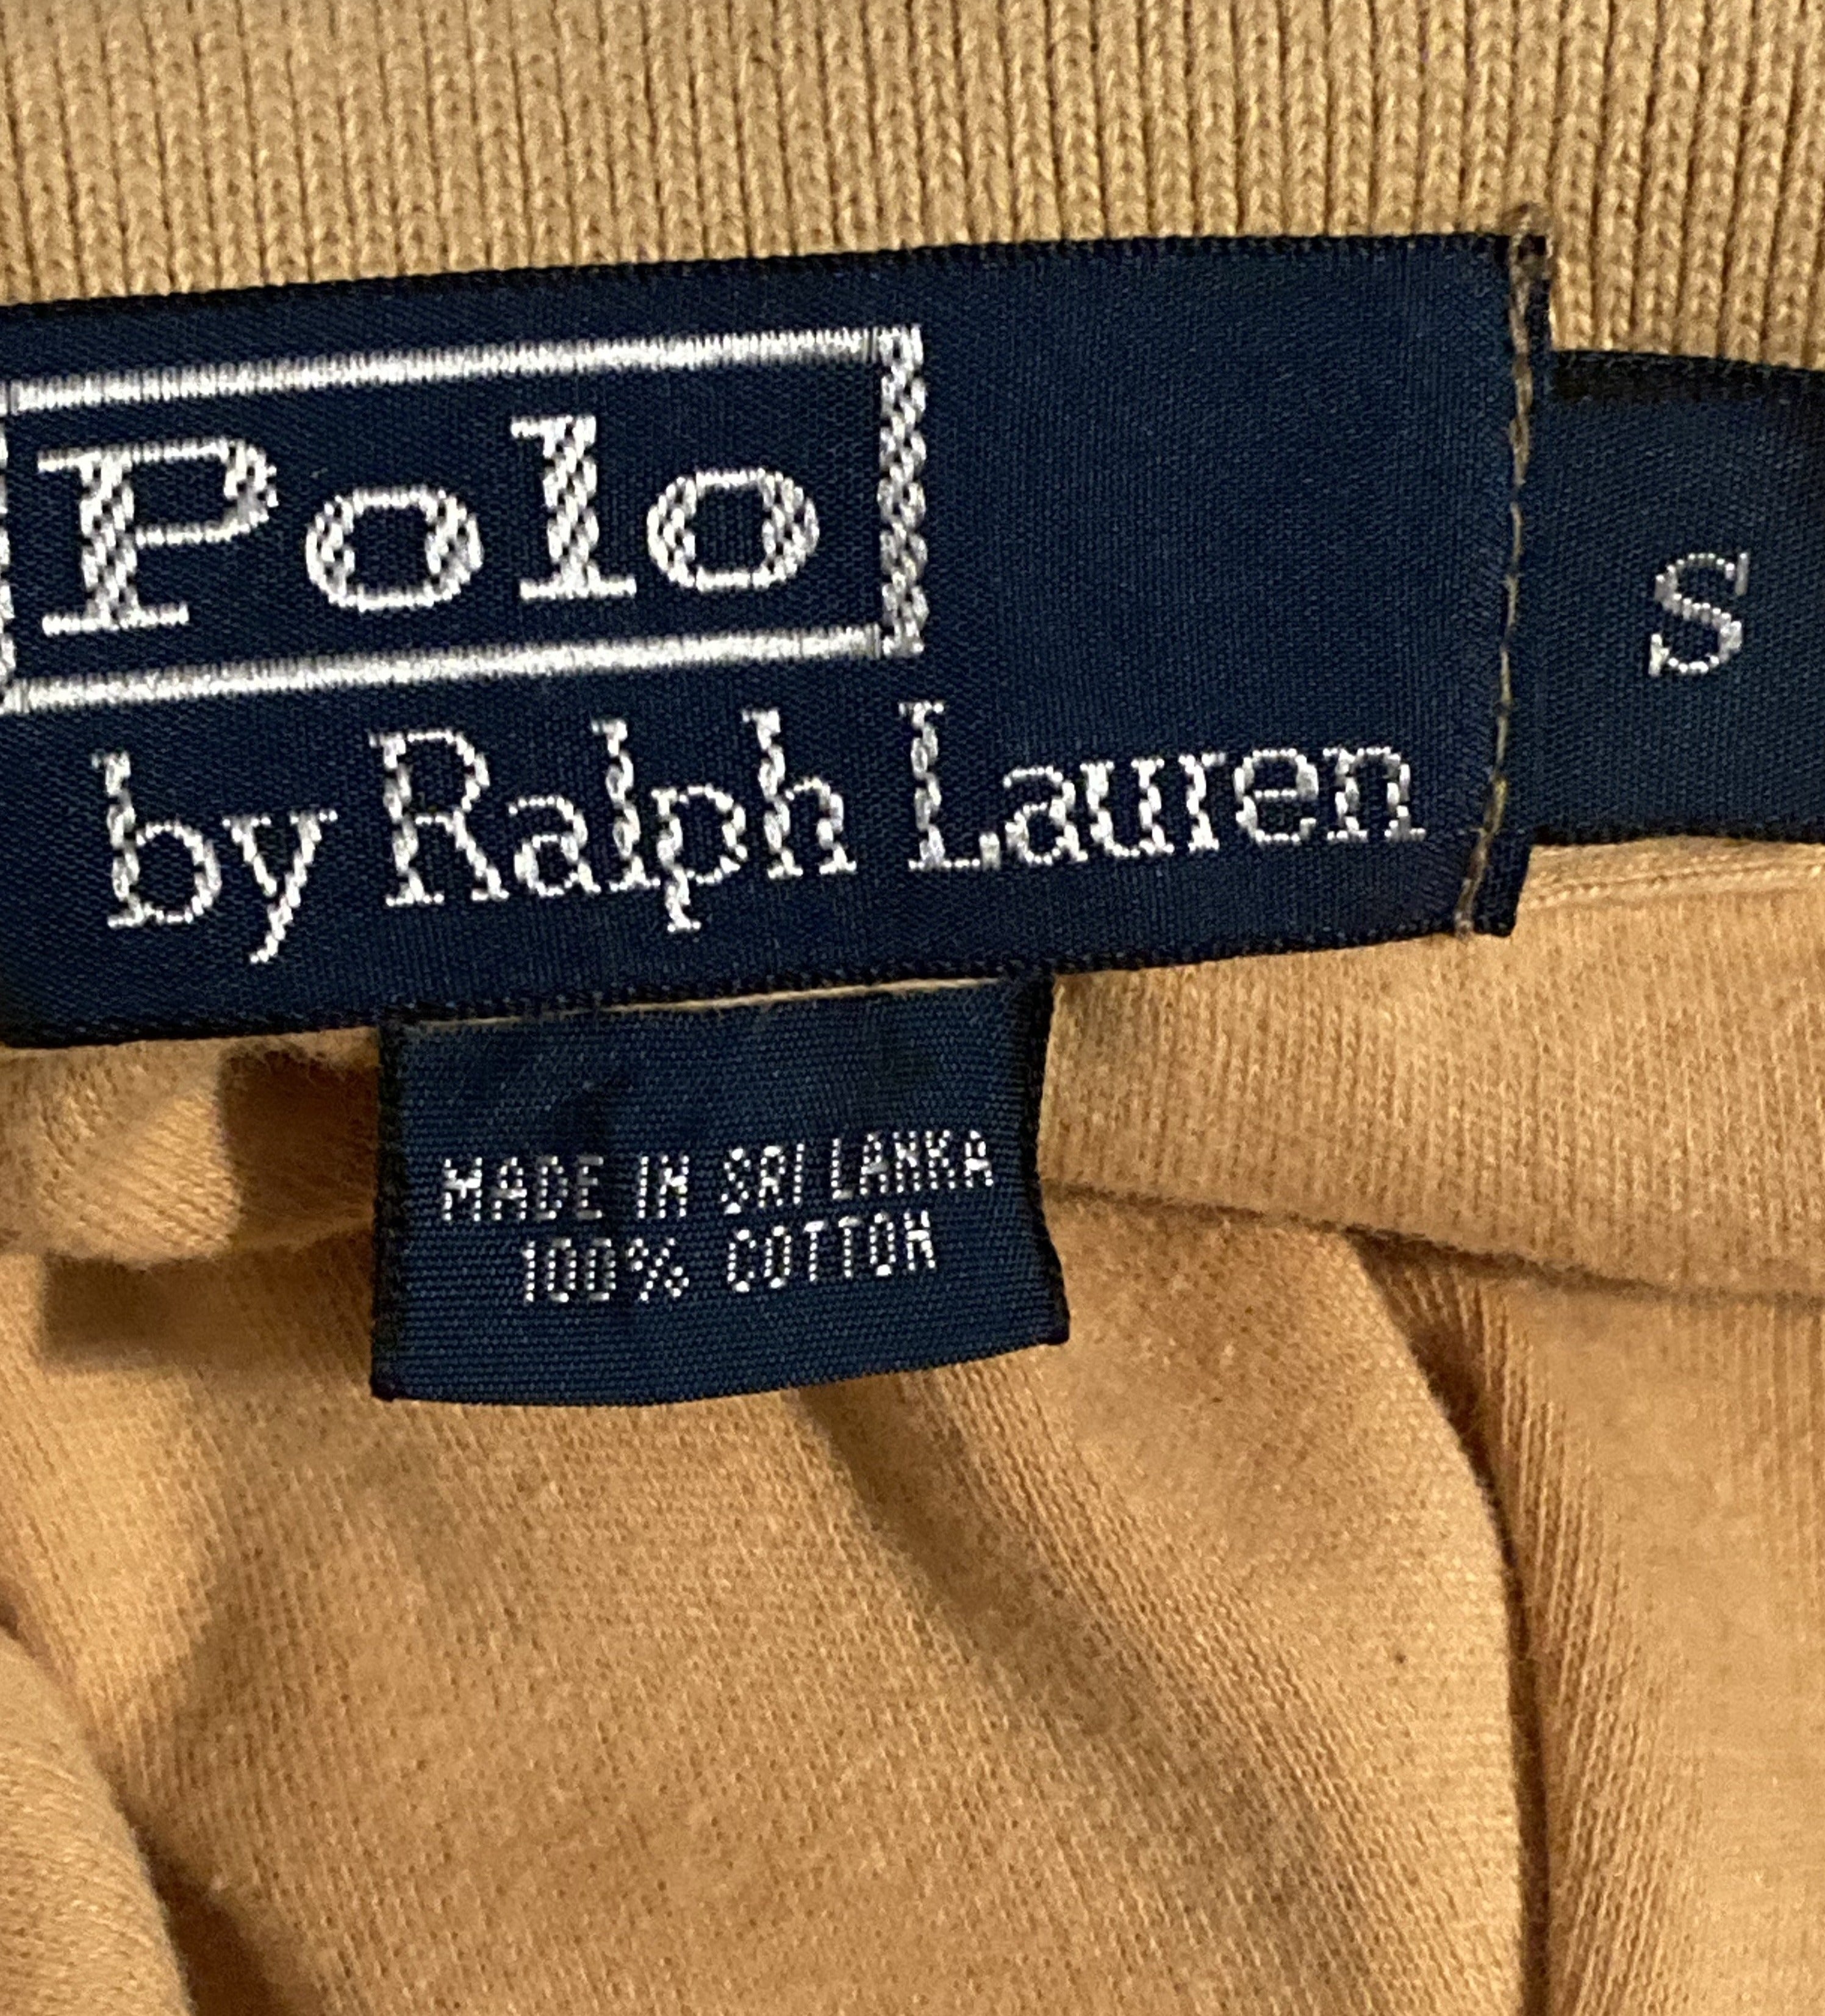 Polo
by Ralph Lauren
S
MADE IN SRI LANKA
100% COTTON